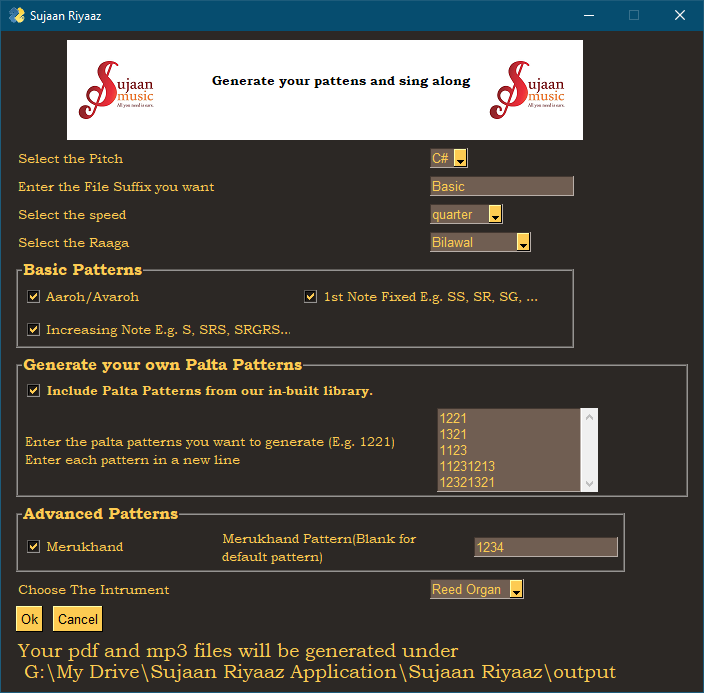 Sujaan Riyaaz
Sujaan
music
All you need is ears.
Generate your pattens and sing along
Sujaan
music
All you need is ears.
Select the Pitch
C#
Enter the File Suffix you want
Basic
Select the speed
quarter
Select the Raaga
Bilawal
Basic Patterns
Aaroh/Avaroh
1st Note Fixed E.g. SS, SR, SG, ...
Increasing Note E.g. S, SRS, SRGRS...
Generate your own Palta Patterns
Include Palta Patterns from our in-built library.
Enter the palta patterns you want to generate (E.g. 1221)
Enter each pattern in a new line
1221
1321
1123
11231213
12321321
Advanced Patterns
Merukhand
Merukhand Pattern(Blank for
default pattern)
1234
Choose The Intrument
Reed Organ
Ok
Cancel
Your pdf and mp3 files will be generated under
G:\My Drive\Sujaan Riyaaz Application\Sujaan Riyaaz\output